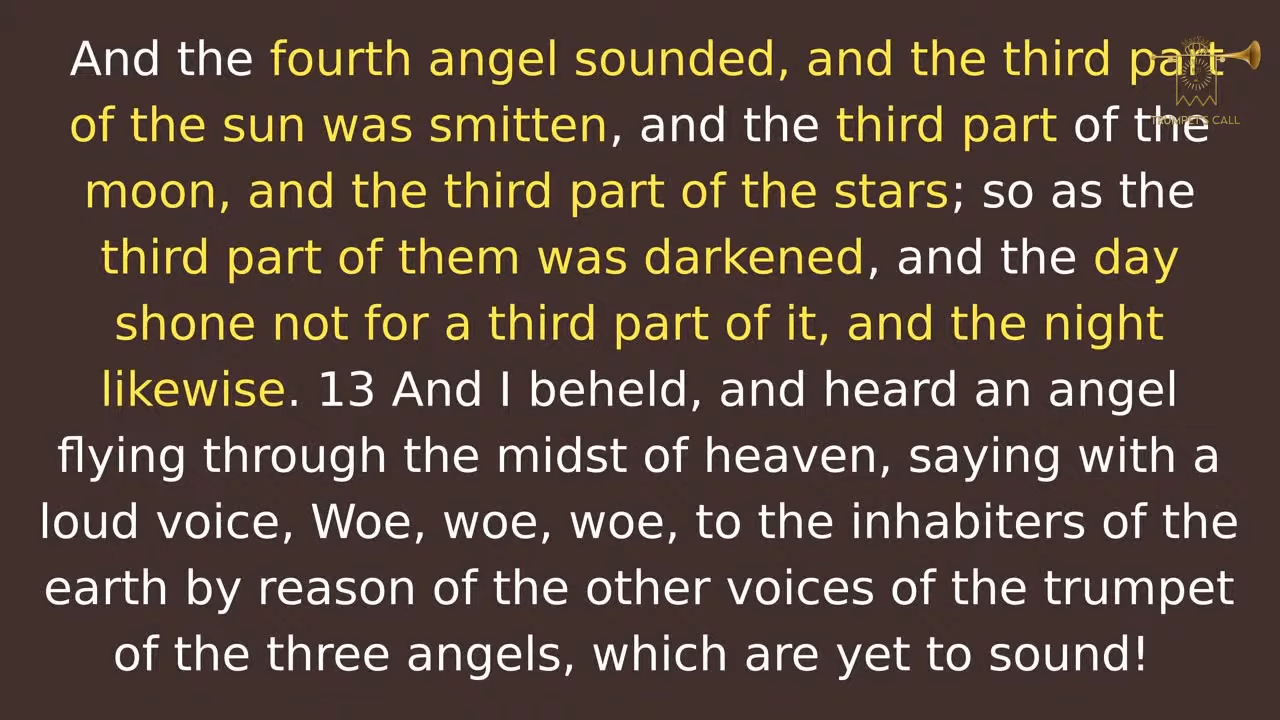 And the fourth angel sounded, and the third part
of the sun was smitten, and the third part of the
moon, and the third part of the stars; so as the
third part of them was darkened, and the day
shone not for a third part of it, and the night
likewise. 13 And I beheld, and heard an angel
flying through the midst of heaven, saying with a
loud voice, Woe, woe, woe, to the inhabiters of the
earth by reason of the other voices of the trumpet
of the three angels, which are yet to sound!
TRUMPET'S CALL